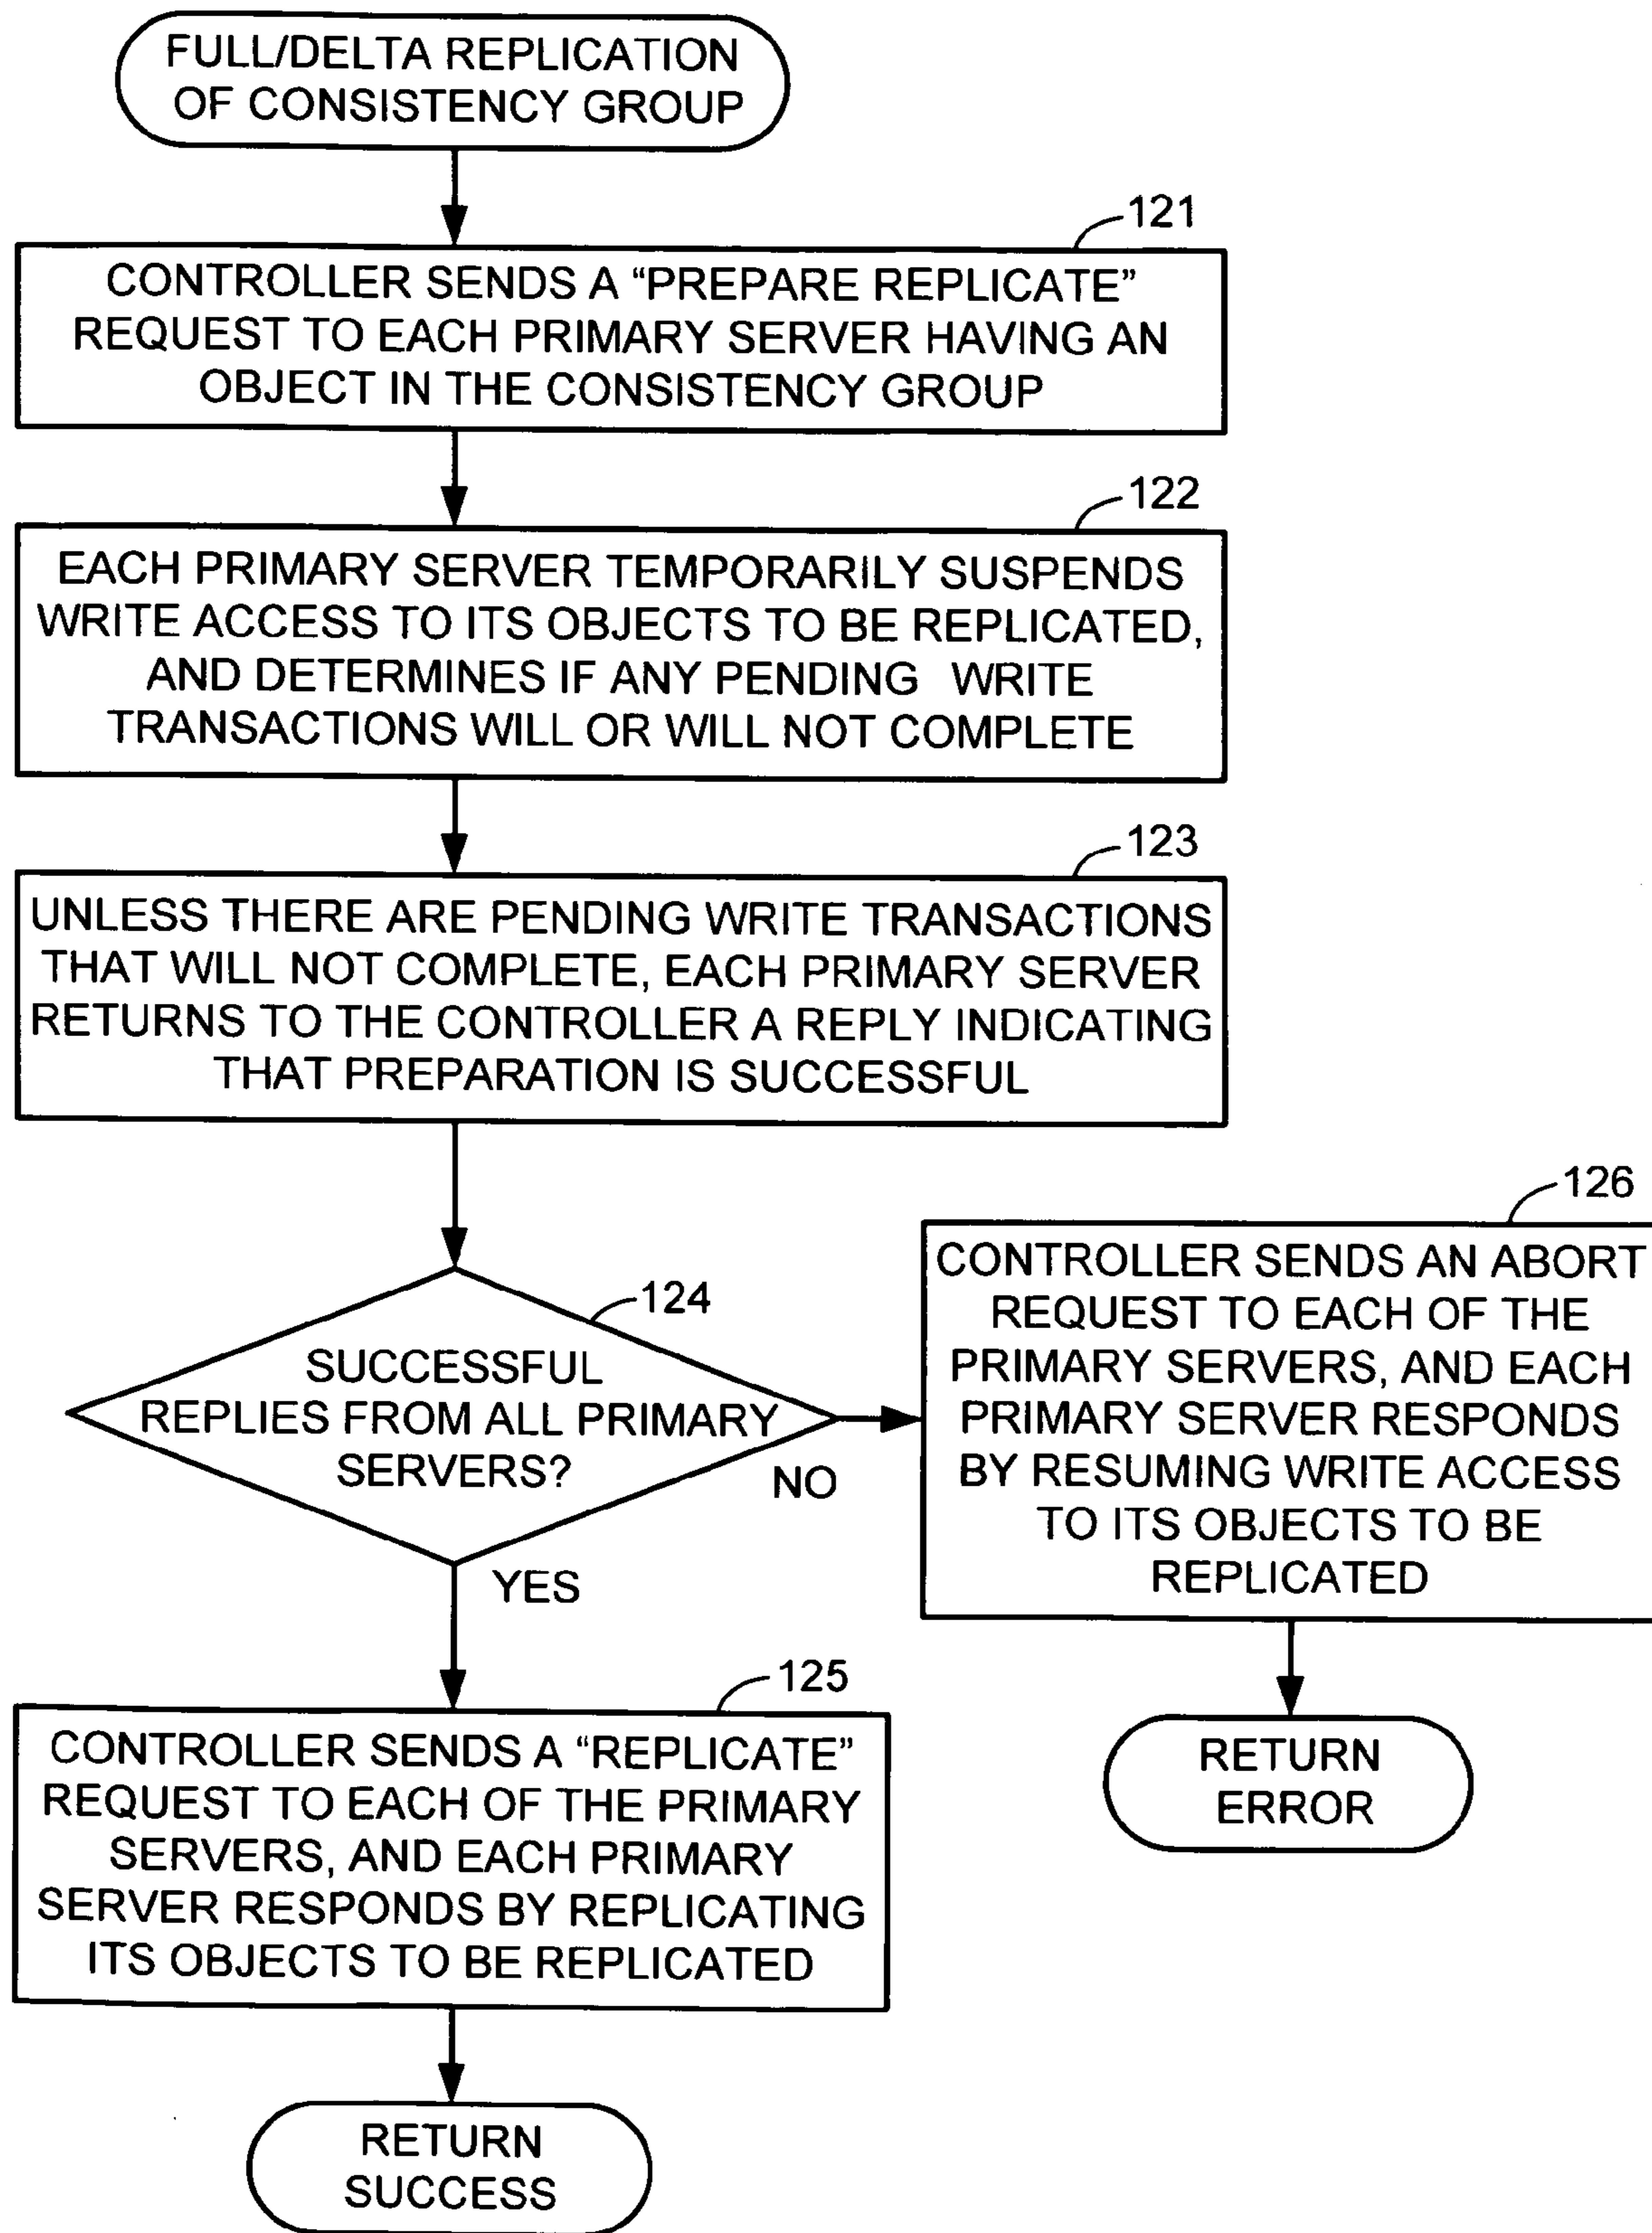 FULL/DELTA REPLICATION
OF CONSISTENCY GROUP
121
CONTROLLER SENDS A “PREPARE REPLICATE”
REQUEST TO EACH PRIMARY SERVER HAVING AN
OBJECT IN THE CONSISTENCY GROUP
122
EACH PRIMARY SERVER TEMPORARILY SUSPENDS
WRITE ACCESS TO ITS OBJECTS TO BE REPLICATED,
AND DETERMINES IF ANY PENDING WRITE
TRANSACTIONS WILL OR WILL NOT COMPLETE
123
UNLESS THERE ARE PENDING WRITE TRANSACTIONS
THAT WILL NOT COMPLETE, EACH PRIMARY SERVER
RETURNS TO THE CONTROLLER A REPLY INDICATING
THAT PREPARATION IS SUCCESSFUL
124
SUCCESSFUL
REPLIES FROM ALL PRIMARY
SERVERS?
NO
YES
126
CONTROLLER SENDS AN ABORT
REQUEST TO EACH OF THE
PRIMARY SERVERS, AND EACH
PRIMARY SERVER RESPONDS
BY RESUMING WRITE ACCESS
TO ITS OBJECTS TO BE
REPLICATED
RETURN
ERROR
125
CONTROLLER SENDS A “REPLICATE”
REQUEST TO EACH OF THE PRIMARY
SERVERS, AND EACH PRIMARY
SERVER RESPONDS BY REPLICATING
ITS OBJECTS TO BE REPLICATED
RETURN
SUCCESS